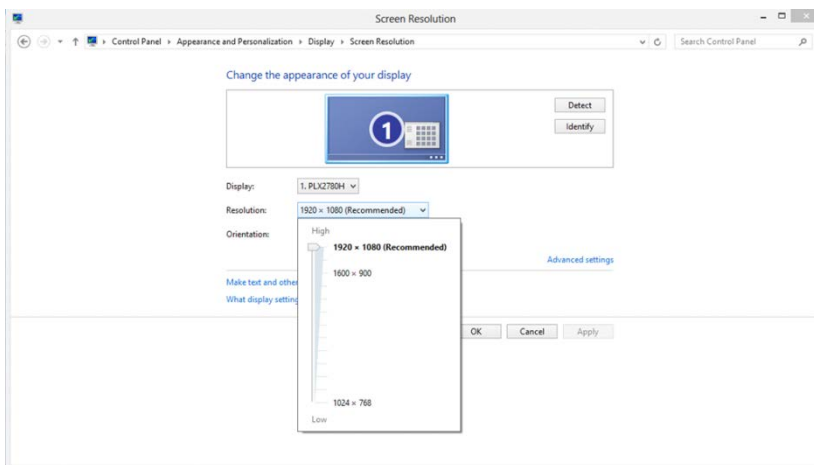 Screen Resolution
Control Panel Appearance and Personalization Display Screen Resolution
Search Control Panel
Change the appearance of your display
1
Detect
Identify
Display: 1. PLX2780H
Resolution: 1920 × 1080 (Recommended)
Orientation:
High
1920 × 1080 (Recommended)
1600 × 900
1024 × 768
Low
Advanced settings
Make text and other
What display setting
OK Cancel Apply